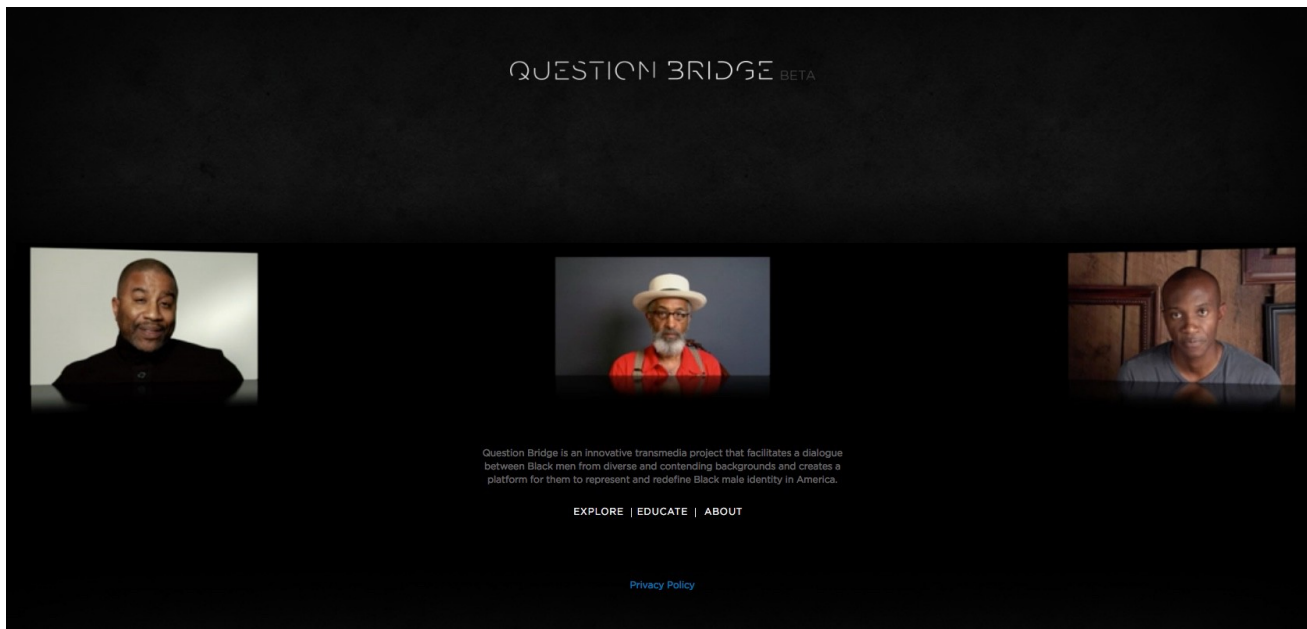 QUESTION BRIDGE BETA
Question Bridge is an innovative transmedia project that facilitates a dialogue
between Black men from diverse and contending backgrounds and creates a
platform for them to represent and redefine Black male identity in America.
EXPLORE | EDUCATE | ABOUT
Privacy Policy